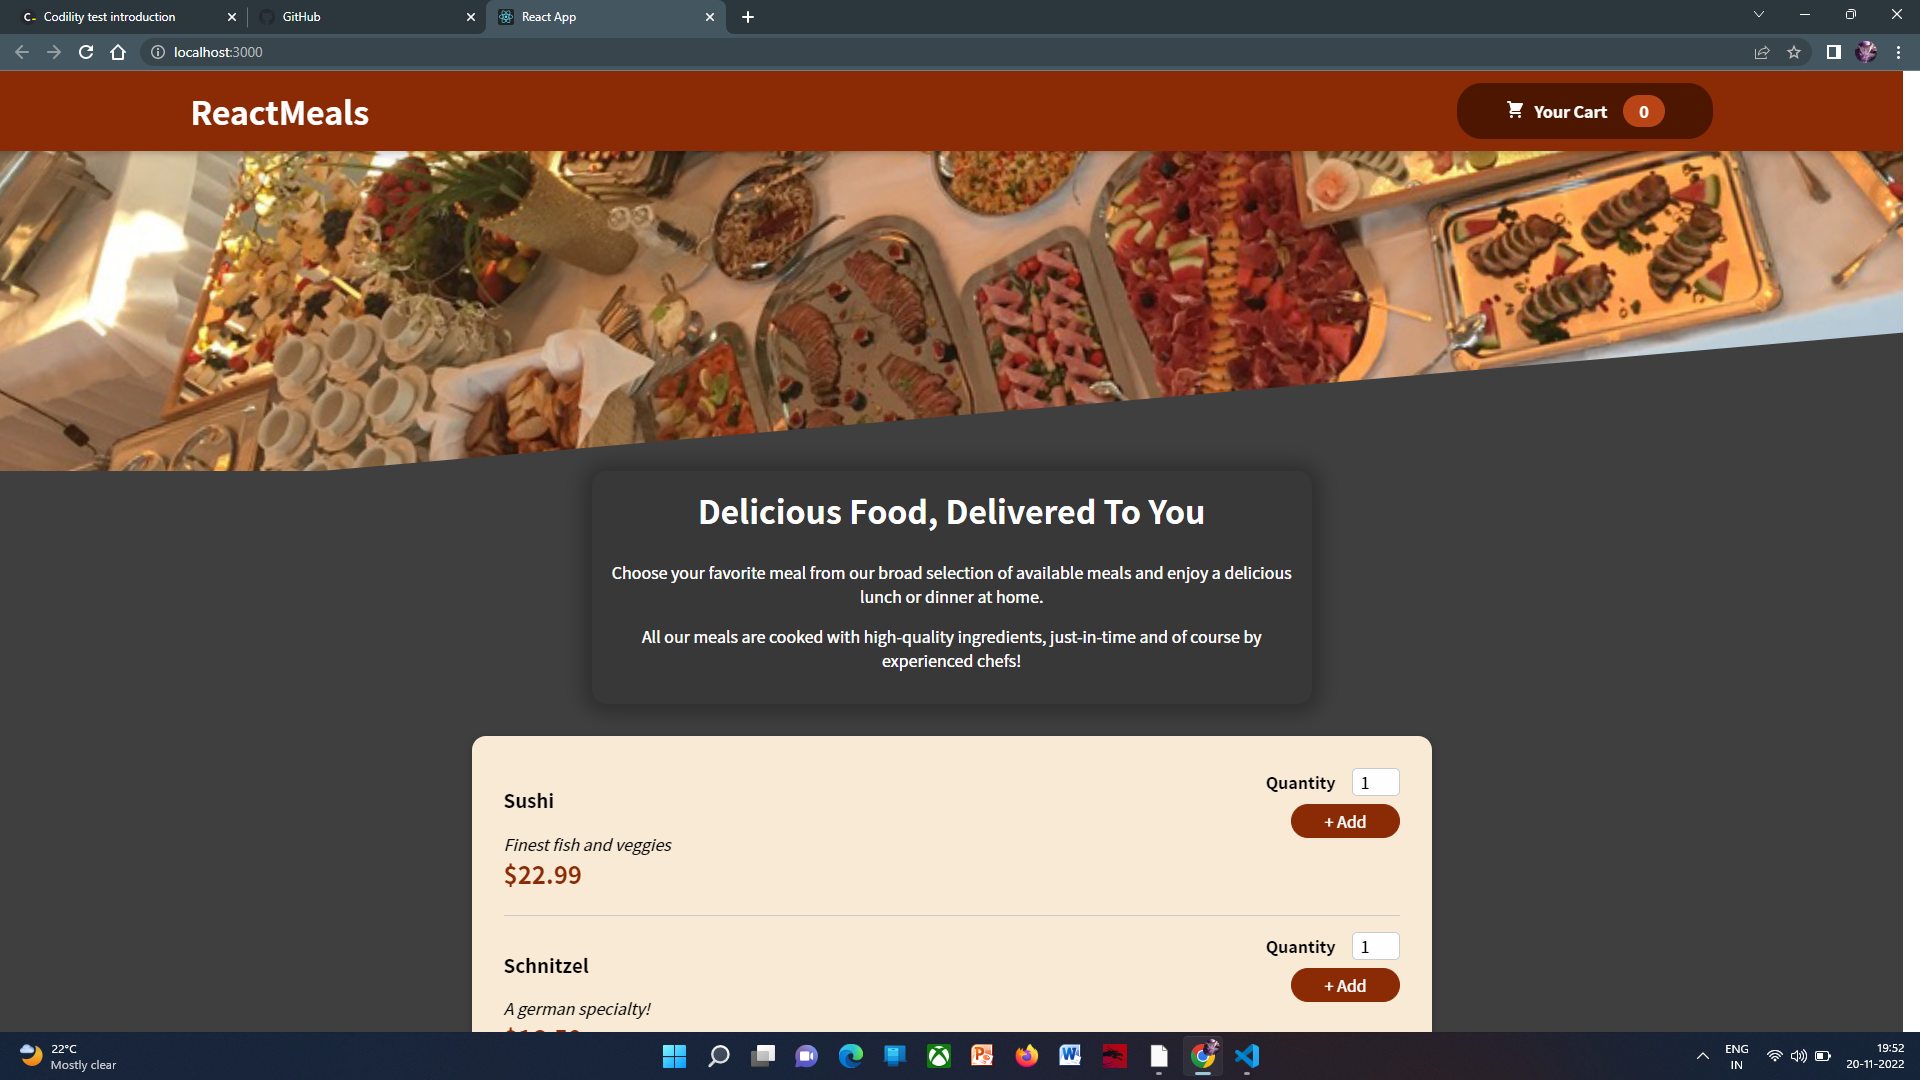 Codility test introduction
GitHub
React App
localhost:3000
ReactMeals
Your Cart 0
Delicious Food, Delivered To You
Choose your favorite meal from our broad selection of available meals and enjoy a delicious
lunch or dinner at home.
All our meals are cooked with high-quality ingredients, just-in-time and of course by
experienced chefs!
Sushi
Quantity 1
+ Add
Finest fish and veggies
$22.99
Schnitzel
Quantity 1
+ Add
A german specialty!
22°C
Mostly clear
ENG
IN
19:52
20-11-2022